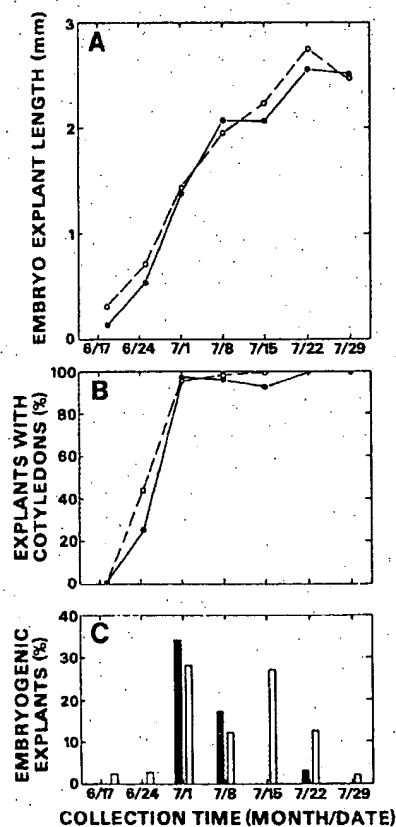 A
EMBRYO EXPLANT LENGTH (mm)
3
2
1
0
6/17 6/24 7/1 7/8 7/15 7/22 7/29
B
EXPLANTS WITH
COTYLEDONS (%)
100
80
60
40
20
0
C
EMBRYOGENIC
EXPLANTS (%)
40
30
20
10
0
6/17 6/24 7/1 7/8 7/15 7/22 7/29
COLLECTION TIME (MONTH/DATE)